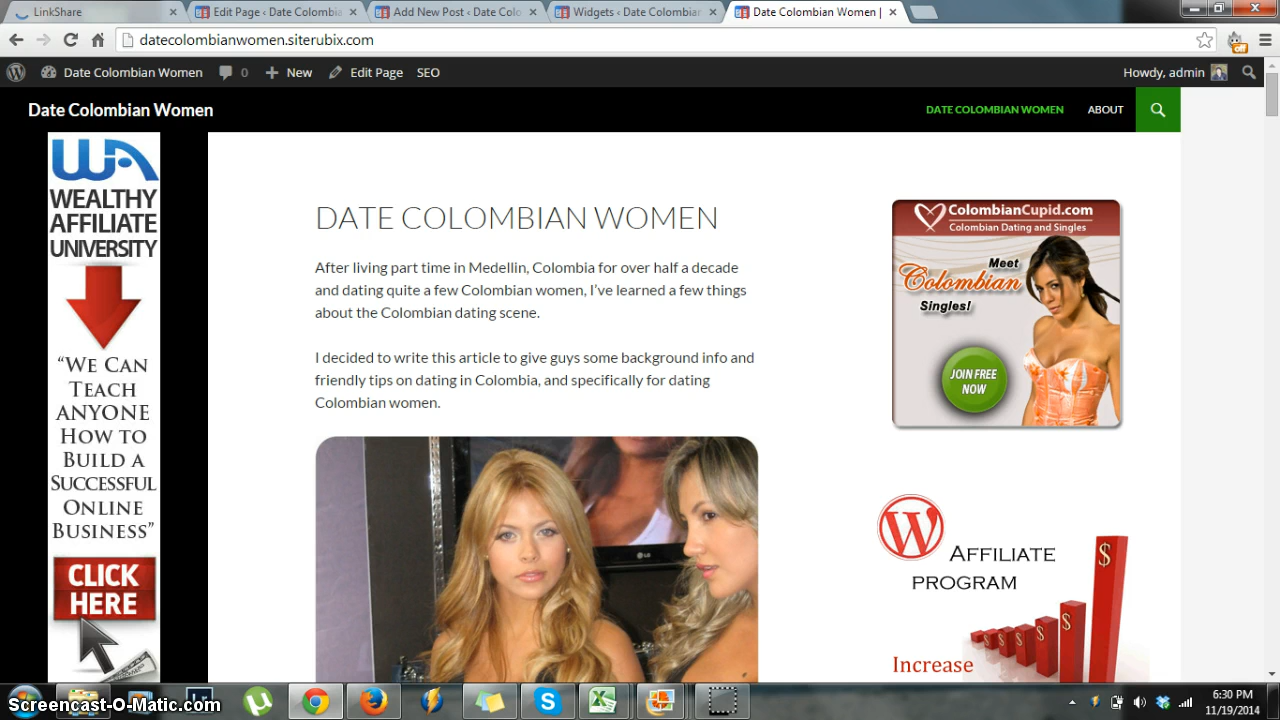 LinkShare
Edit Page ‹ Date Colombia
Add New Post ‹ Date Colo
Widgets ‹ Date Colombian
Date Colombian Women |
datecolombianwomen.siterubix.com
off
Date Colombian Women
0
New
Edit Page
SEO
Howdy, admin
Date Colombian Women
DATE COLOMBIAN WOMEN
ABOUT
WA
WEALTHY
AFFILIATE
UNIVERSITY
“WE CAN
TEACH
ANYONE
HOW TO
BUILD A
SUCCESSFUL
ONLINE
BUSINESS”
CLICK
HERE
DATE COLOMBIAN WOMEN
After living part time in Medellin, Colombia for over half a decade
and dating quite a few Colombian women, I’ve learned a few things
about the Colombian dating scene.
I decided to write this article to give guys some background info and
friendly tips on dating in Colombia, and specifically for dating
Colombian women.
LG
ColombianCupid.com
Colombian Dating and Singles
Meet
Colombian
Singles!
JOIN FREE
NOW
W
AFFILIATE
PROGRAM
$
$
$
$
$
$
$
Increase
Screencast-O-Matic.com
Lr
6:30 PM
11/19/2014